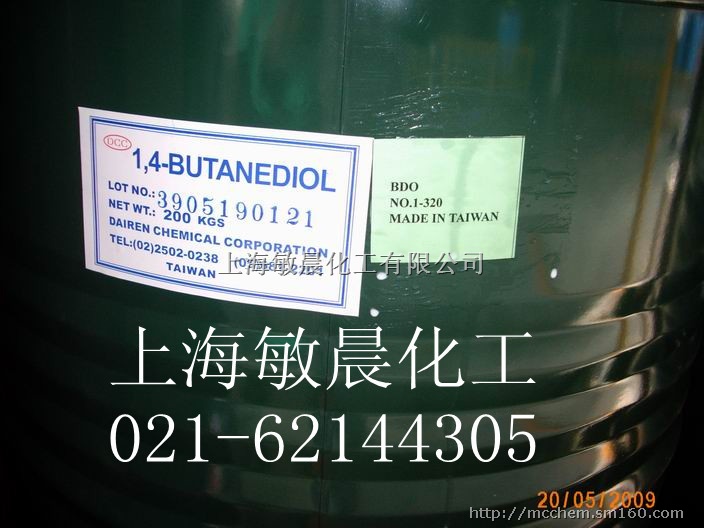 DCC
1,4-BUTANEDIOL
LOT NO.: 3905190121
NET WT.: 200 KGS
DAIREN CHEMICAL CORPORATION
TEL:(02)2502-0238
TAIWAN
BDO
NO.1-320
MADE IN TAIWAN
上海敏晨化工有限公司
上海敏晨化工
021-62144305
20/05/2009
http://mcchem.sm160.com/